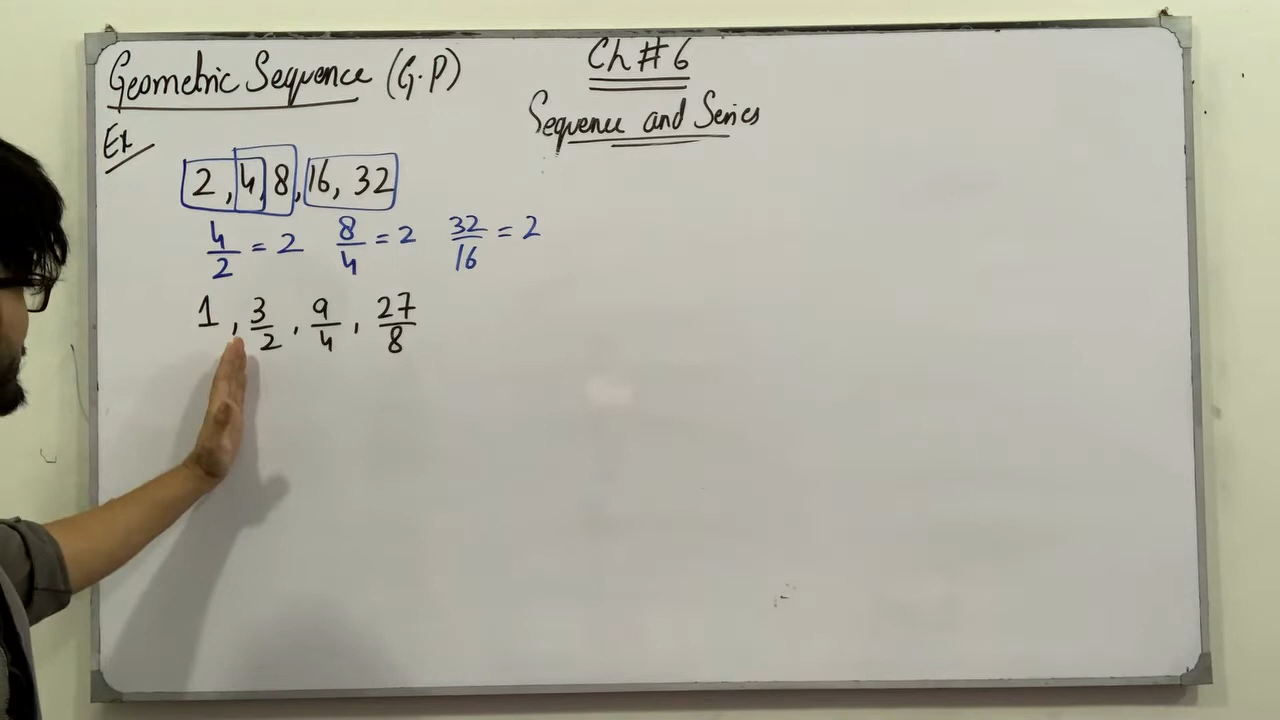 Geometric Sequence (G.P)
Ch # 6
Sequence and Series
Ex
2, 4, 8, 16, 32
4/2 = 2 8/4 = 2 32/16 = 2
1, 3/2, 9/4, 27/8